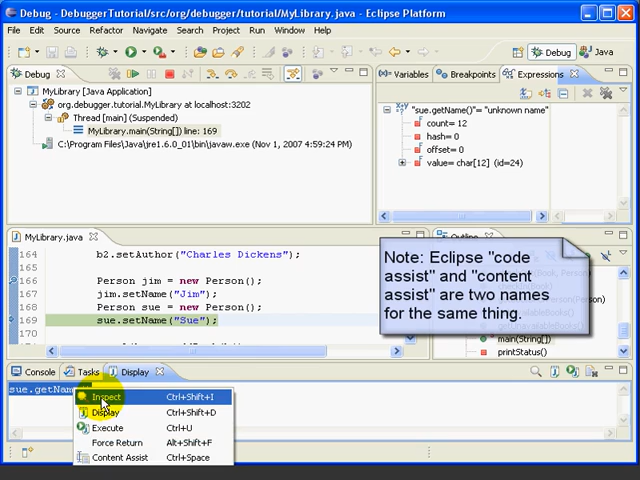 Debug - DebuggerTutorial/src/org/debugger/tutorial/MyLibrary.java - Eclipse Platform
File Edit Source Refactor Navigate Search Project Run Window Help
Debug Java
Debug
MyLibrary [Java Application]
org.debugger.tutorial.MyLibrary at localhost:3202
Thread [main] (Suspended)
MyLibrary.main(String[]) line: 169
C:\Program Files\Java\jre1.6.0_01\bin\javaw.exe (Nov 1, 2007 4:59:24 PM)
Variables Breakpoints Expressions
"sue.getName()"= "unknown name"
count= 12
hash= 0
offset= 0
value= char[12] (id=24)
MyLibrary.java
164 b2.setAuthor("Charles Dickens");
165
166 Person jim = new Person();
167 jim.setName("Jim");
168 Person sue = new Person();
169 sue.setName("Sue");
170
Outline
main(String[])
printStatus()
Note: Eclipse "code
assist" and "content
assist" are two names
for the same thing.
Console Tasks Display
sue.getName
Inspect Ctrl+Shift+I
Display Ctrl+Shift+D
Execute Ctrl+U
Force Return Alt+Shift+F
Content Assist Ctrl+Space